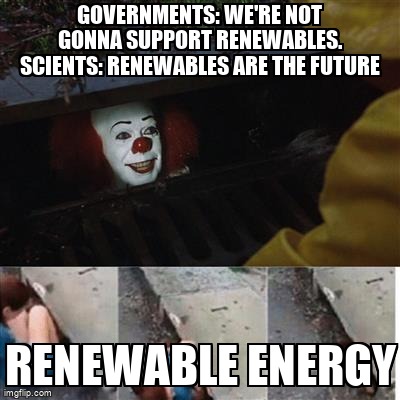 GOVERNMENTS: WE'RE NOT
GONNA SUPPORT RENEWABLES.
SCIENTS: RENEWABLES ARE THE FUTURE
RENEWABLE ENERGY
imgflip.com